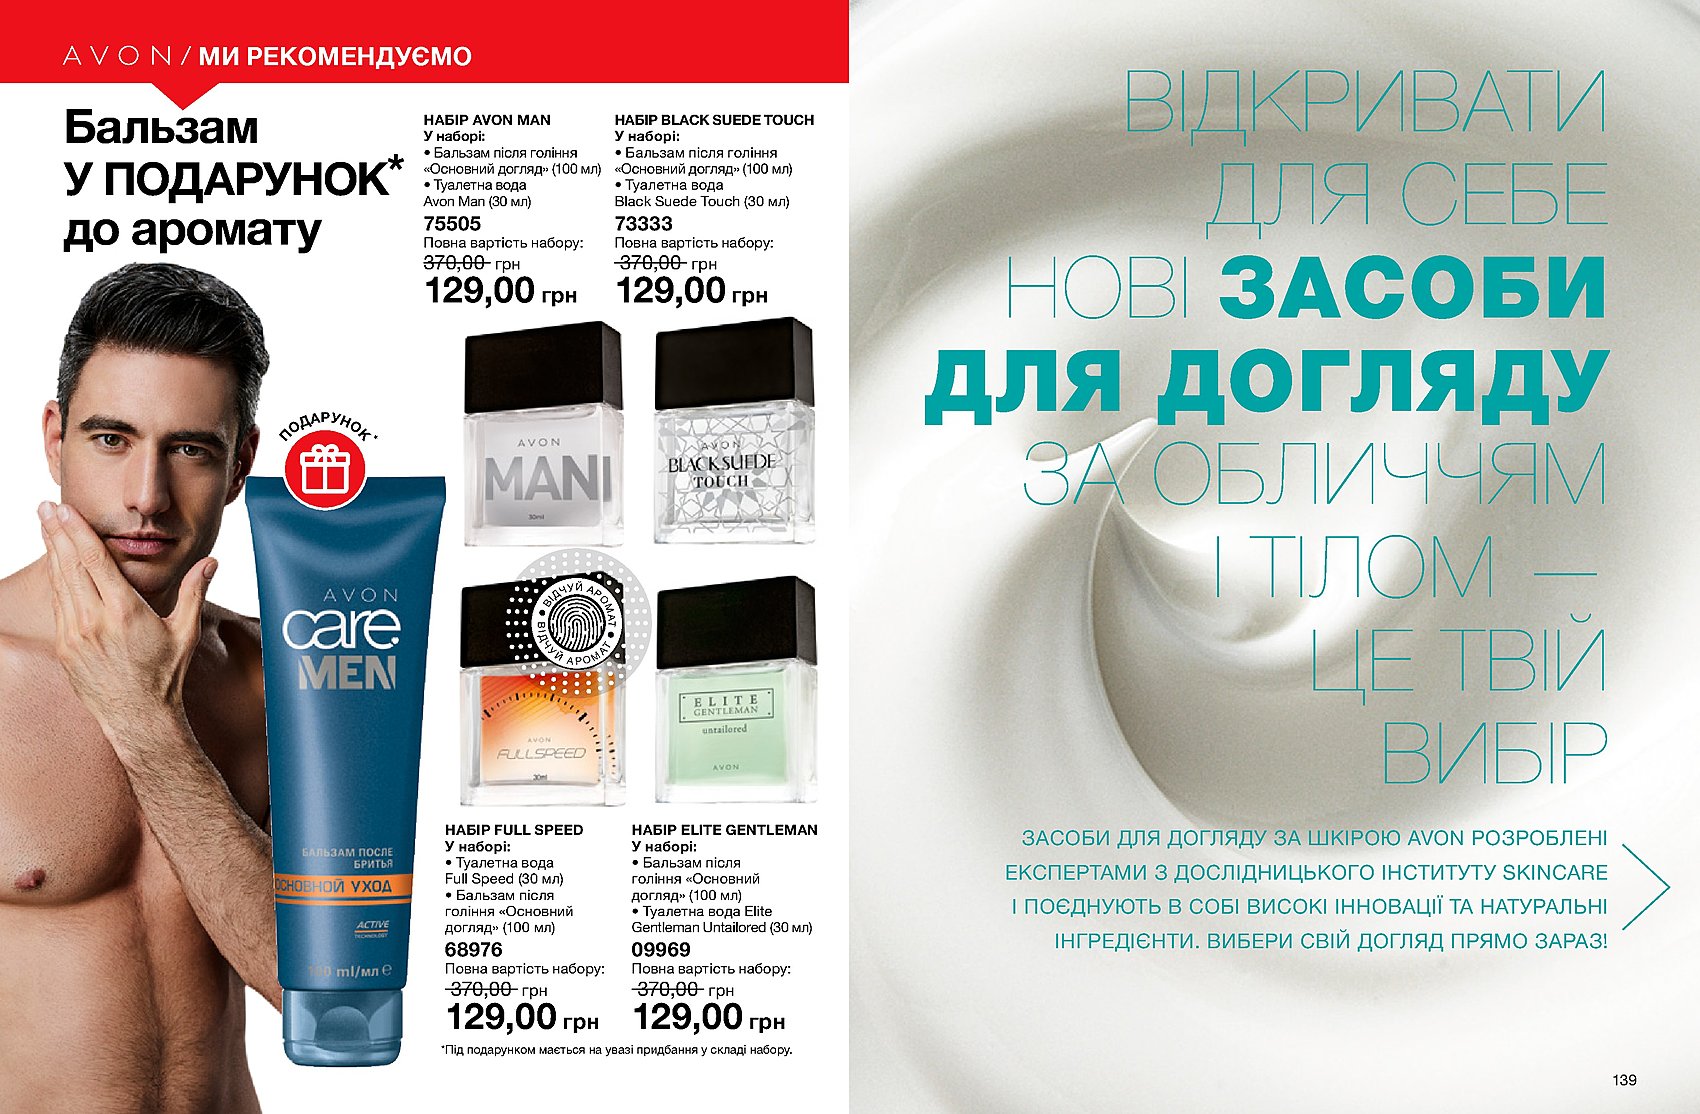 AVON / МИ РЕКОМЕНДУЄМО
Бальзам
У ПОДАРУНОК*
до аромату
НАБІР AVON MAN
У наборі:
• Бальзам після гоління
«Основний догляд» (100 мл)
• Туалетна вода
Avon Man (30 мл)
75505
Повна вартість набору:
370,00 грн
129,00 грн
НАБІР BLACK SUEDE TOUCH
У наборі:
• Бальзам після гоління
«Основний догляд» (100 мл)
• Туалетна вода
Black Suede Touch (30 мл)
73333
Повна вартість набору:
370,00 грн
129,00 грн
ПОДАРУНОК*
AVON
care
MEN
БАЛЬЗАМ ПОСЛЕ
БРИТЬЯ
ОСНОВНОЙ УХОД
ACTIVE
TECHNOLOGY
100 ml/мл e
AVON
MAN
30ml
AVON
BLACK SUEDE
TOUCH
• ВІДЧУЙ АРОМАТ • ВІДЧУЙ АРОМАТ
AVON
FULLSPEED
30ml
ELITE
GENTLEMAN
untailored
AVON
НАБІР FULL SPEED
У наборі:
• Туалетна вода
Full Speed (30 мл)
• Бальзам після
гоління «Основний
догляд» (100 мл)
68976
Повна вартість набору:
370,00 грн
129,00 грн
НАБІР ELITE GENTLEMAN
У наборі:
• Бальзам після
гоління «Основний
догляд» (100 мл)
• Туалетна вода Elite
Gentleman Untailored (30 мл)
09969
Повна вартість набору:
370,00 грн
129,00 грн
*Під подарунком мається на увазі придбання у складі набору.
ВІДКРИВАТИ
ДЛЯ СЕБЕ
НОВІ ЗАСОБИ
ДЛЯ ДОГЛЯДУ
ЗА ОБЛИЧЧЯМ
І ТІЛОМ —
ЦЕ ТВІЙ
ВИБІР
ЗАСОБИ ДЛЯ ДОГЛЯДУ ЗА ШКІРОЮ AVON РОЗРОБЛЕНІ
ЕКСПЕРТАМИ З ДОСЛІДНИЦЬКОГО ІНСТИТУТУ SKINCARE
І ПОЄДНУЮТЬ В СОБІ ВИСОКІ ІННОВАЦІЇ ТА НАТУРАЛЬНІ
ІНГРЕДІЄНТИ. ВИБЕРИ СВІЙ ДОГЛЯД ПРЯМО ЗАРАЗ!
139